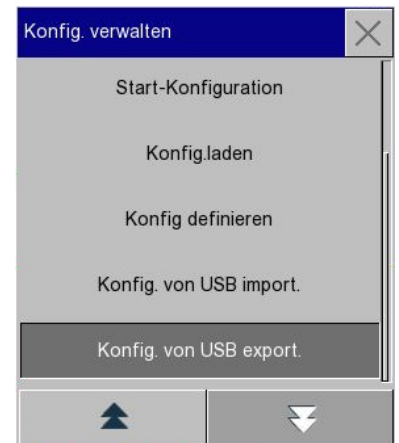 Konfig. verwalten
Start-Konfiguration
Konfig.laden
Konfig definieren
Konfig. von USB import.
Konfig. von USB export.